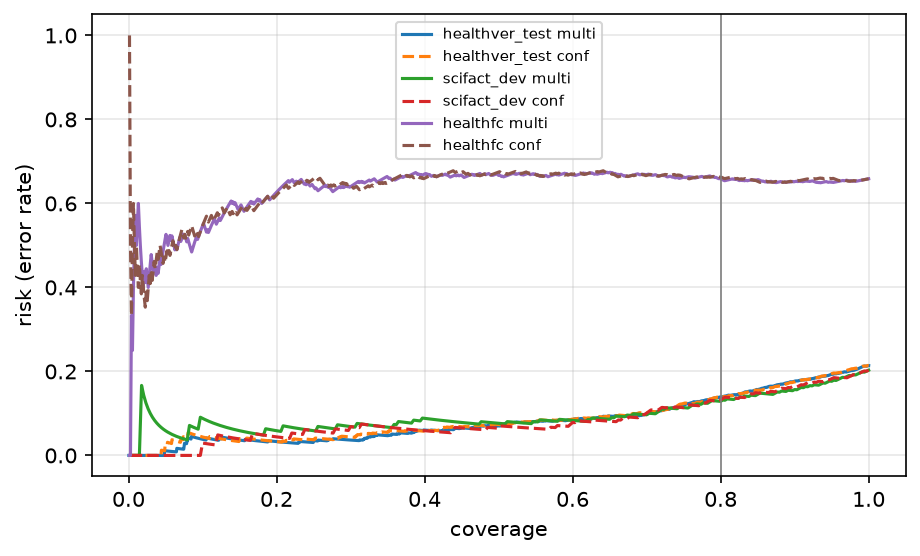 healthver_test multi
healthver_test conf
scifact_dev multi
scifact_dev conf
healthfc multi
healthfc conf
risk (error rate)
1.0
0.8
0.6
0.4
0.2
0.0
0.0 0.2 0.4 0.6 0.8 1.0
coverage